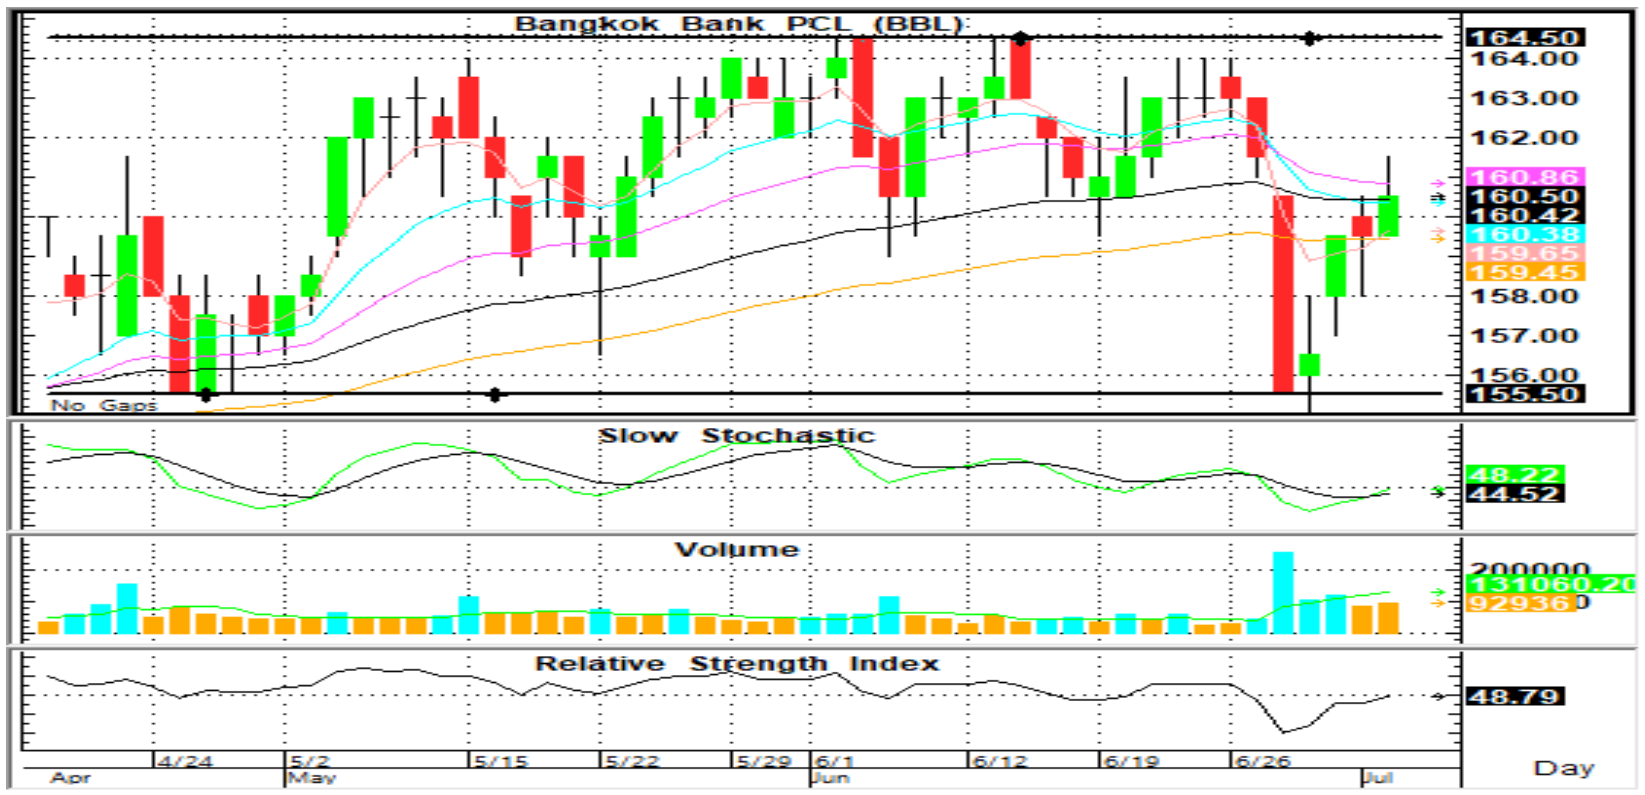 Bangkok Bank PCL (BBL)
164.50
164.00
163.00
162.00
160.86
160.50
160.42
160.38
159.65
159.45
158.00
157.00
156.00
155.50
No Gaps
Slow Stochastic
48.22
44.52
Volume
200000
131060.20
92936
Relative Strength Index
48.79
4/24 5/2 5/15 5/22 5/29 6/1 6/12 6/19 6/26
Apr May Jun Jul
Day